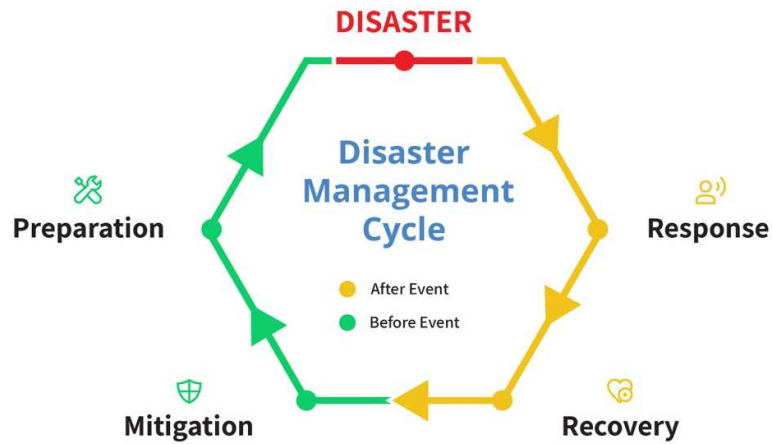 DISASTER
Disaster
Management
Cycle
Preparation
Response
After Event
Before Event
Mitigation
Recovery